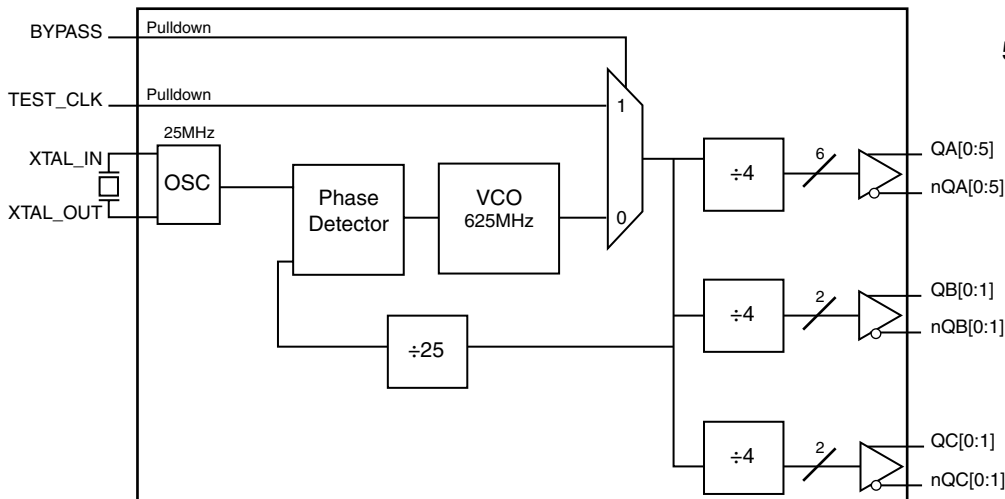 BYPASS
Pulldown
TEST_CLK
Pulldown
1
25MHz
XTAL_IN
XTAL_OUT
OSC
Phase
Detector
VCO
625MHz
0
÷4
6
QA[0:5]
nQA[0:5]
÷4
2
QB[0:1]
nQB[0:1]
÷25
÷4
2
QC[0:1]
nQC[0:1]